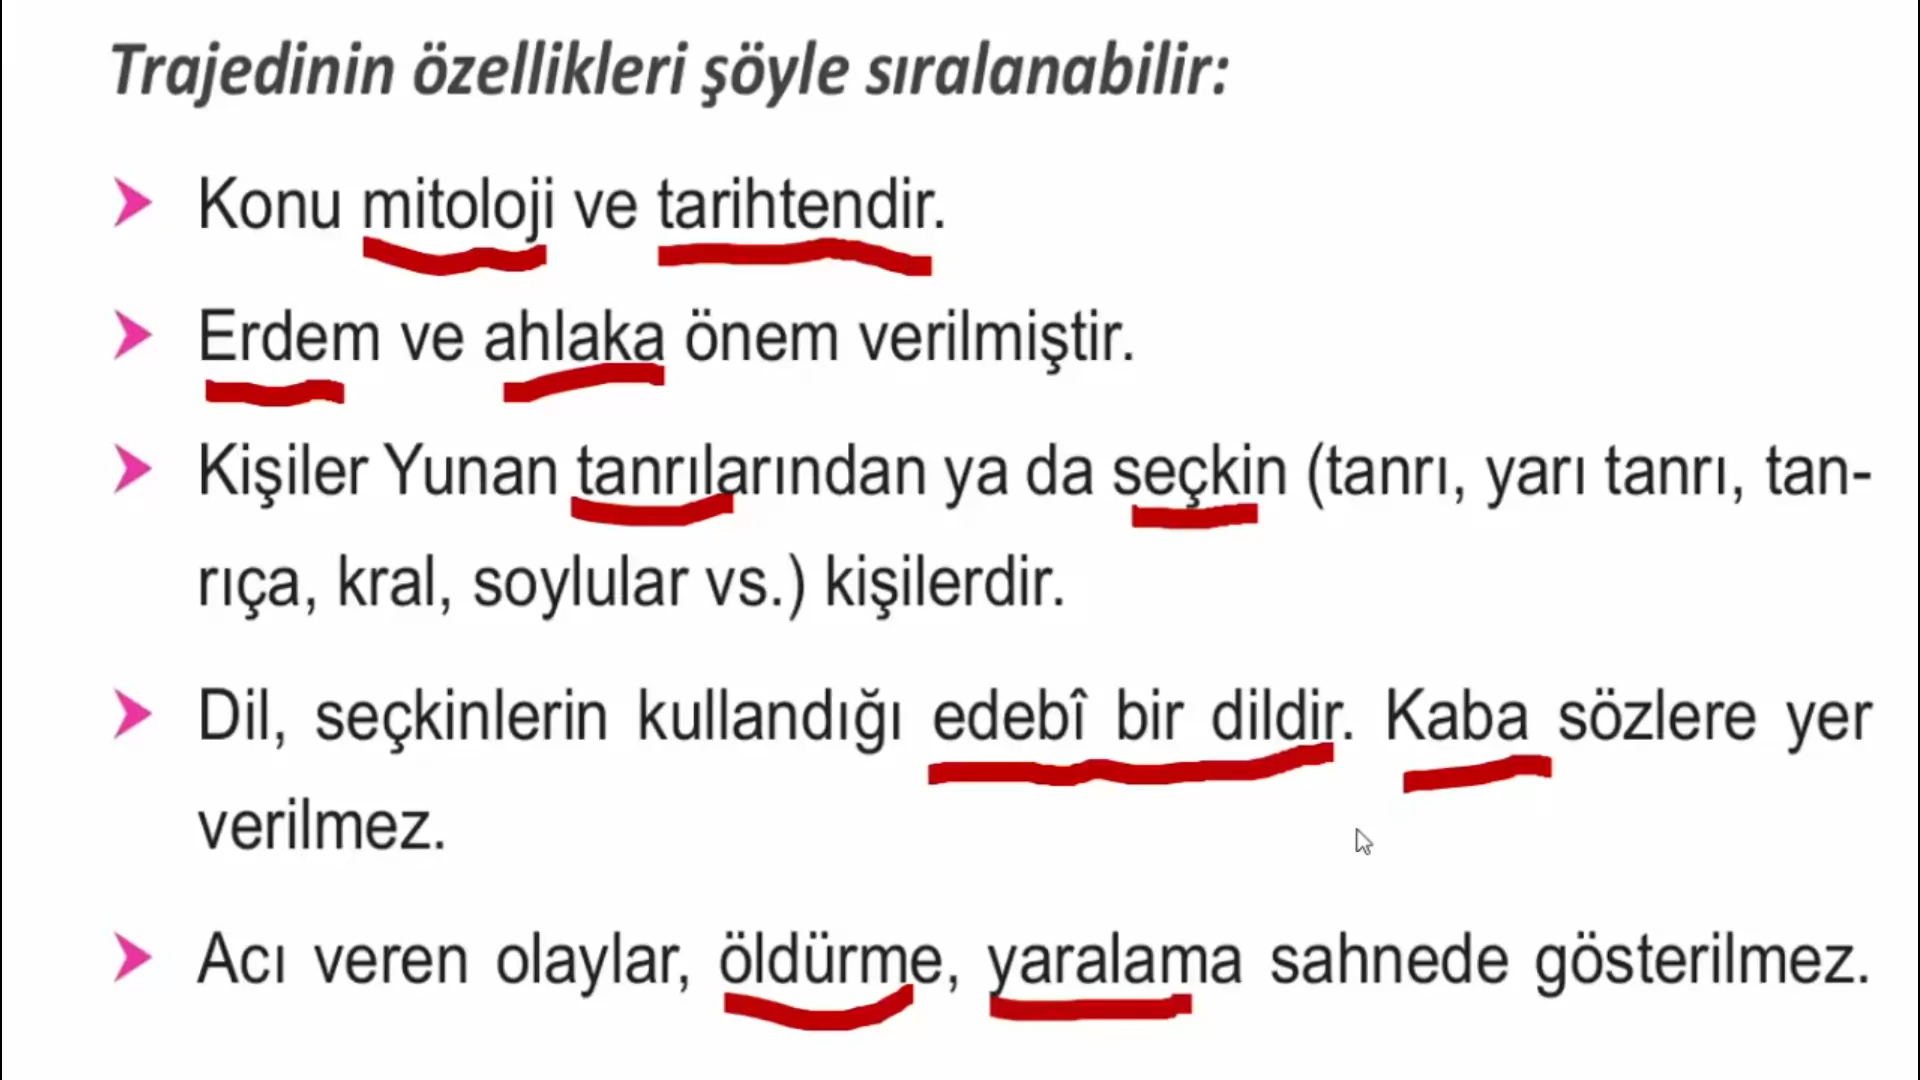 Trajedinin özellikleri şöyle sıralanabilir:
Konu mitoloji ve tarihtendir.
Erdem ve ahlaka önem verilmiştir.
Kişiler Yunan tanrılarından ya da seçkin (tanrı, yarı tanrı, tan-
rıça, kral, soylular vs.) kişilerdir.
Dil, seçkinlerin kullandığı edebî bir dildir. Kaba sözlere yer
verilmez.
Acı veren olaylar, öldürme, yaralama sahnede gösterilmez.